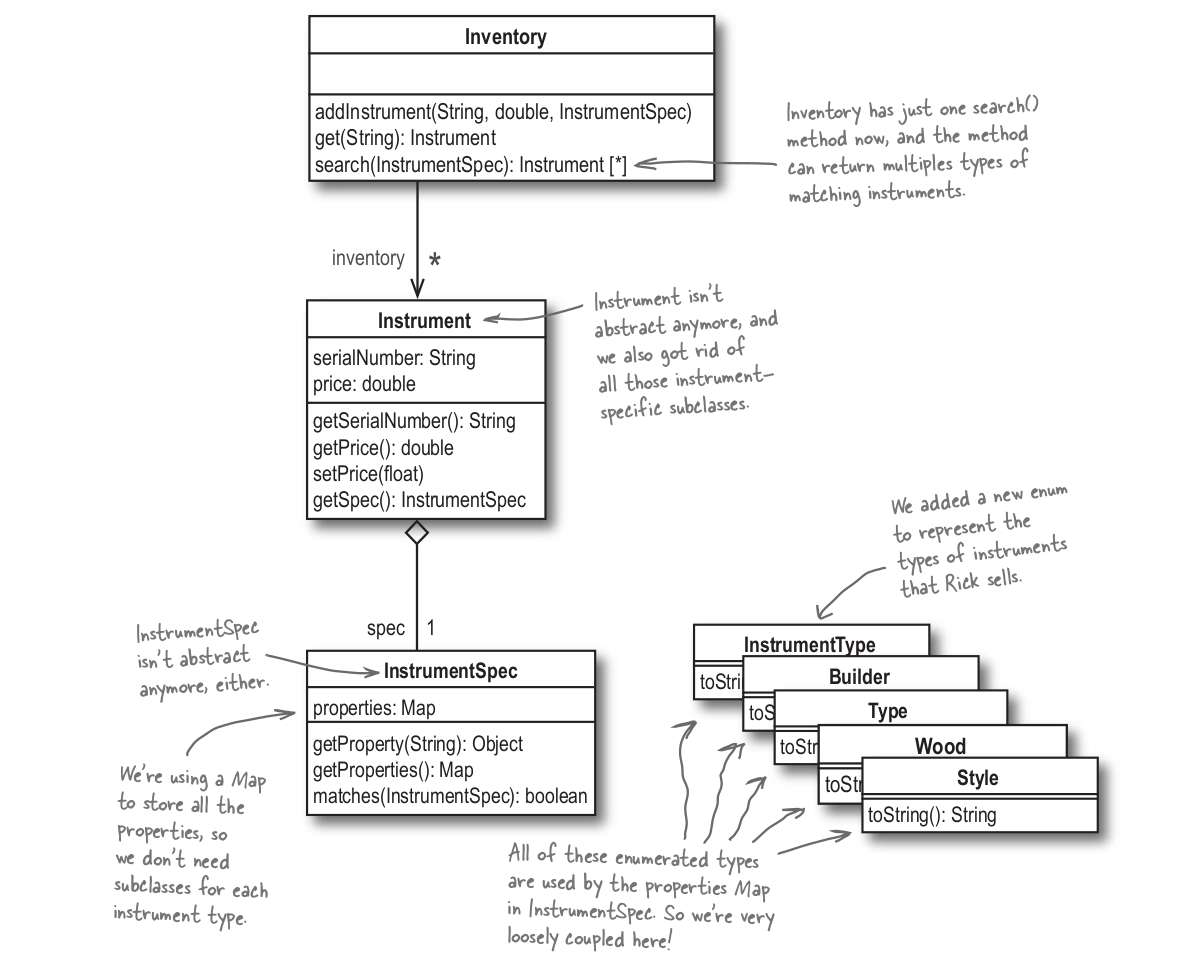 Inventory
addInstrument(String, double, InstrumentSpec)
get(String): Instrument
search(InstrumentSpec): Instrument [*]
Inventory has just one search()
method now, and the method
can return multiples types of
matching instruments.
inventory
*
Instrument
serialNumber: String
price: double
getSerialNumber(): String
getPrice(): double
setPrice(float)
getSpec(): InstrumentSpec
Instrument isn't
abstract anymore, and
we also got rid of
all those instrument-
specific subclasses.
spec
1
InstrumentSpec
properties: Map
getProperty(String): Object
getProperties(): Map
matches(InstrumentSpec): boolean
InstrumentSpec
isn't abstract
anymore, either.
We're using a Map
to store all the
properties, so
we don't need
subclasses for each
instrument type.
We added a new enum
to represent the
types of instruments
that Rick sells.
InstrumentType
toStri
Builder
toS
Type
toStr
Wood
toSt
Style
toString(): String
All of these enumerated types
are used by the properties Map
in InstrumentSpec. So we're very
loosely coupled here!